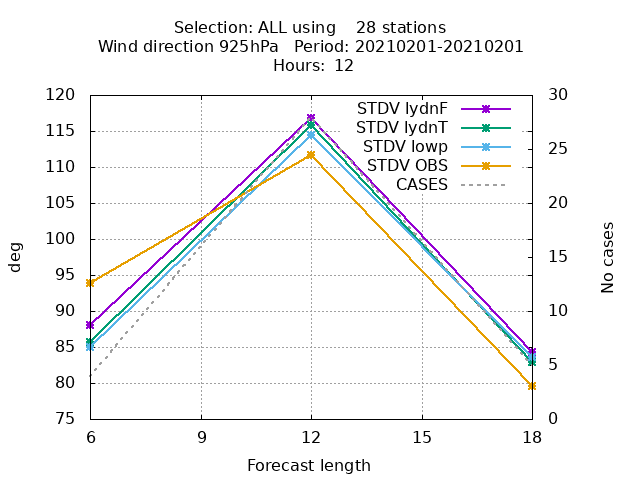 Selection: ALL using    28 stations
Wind direction 925hPa   Period: 20210201-20210201
Hours: 12
STDV lydnF
STDV lydnT
STDV lowp
STDV OBS
CASES
120
115
110
105
100
95
90
85
80
75
30
25
20
15
10
5
0
deg
No cases
6 9 12 15 18
Forecast length